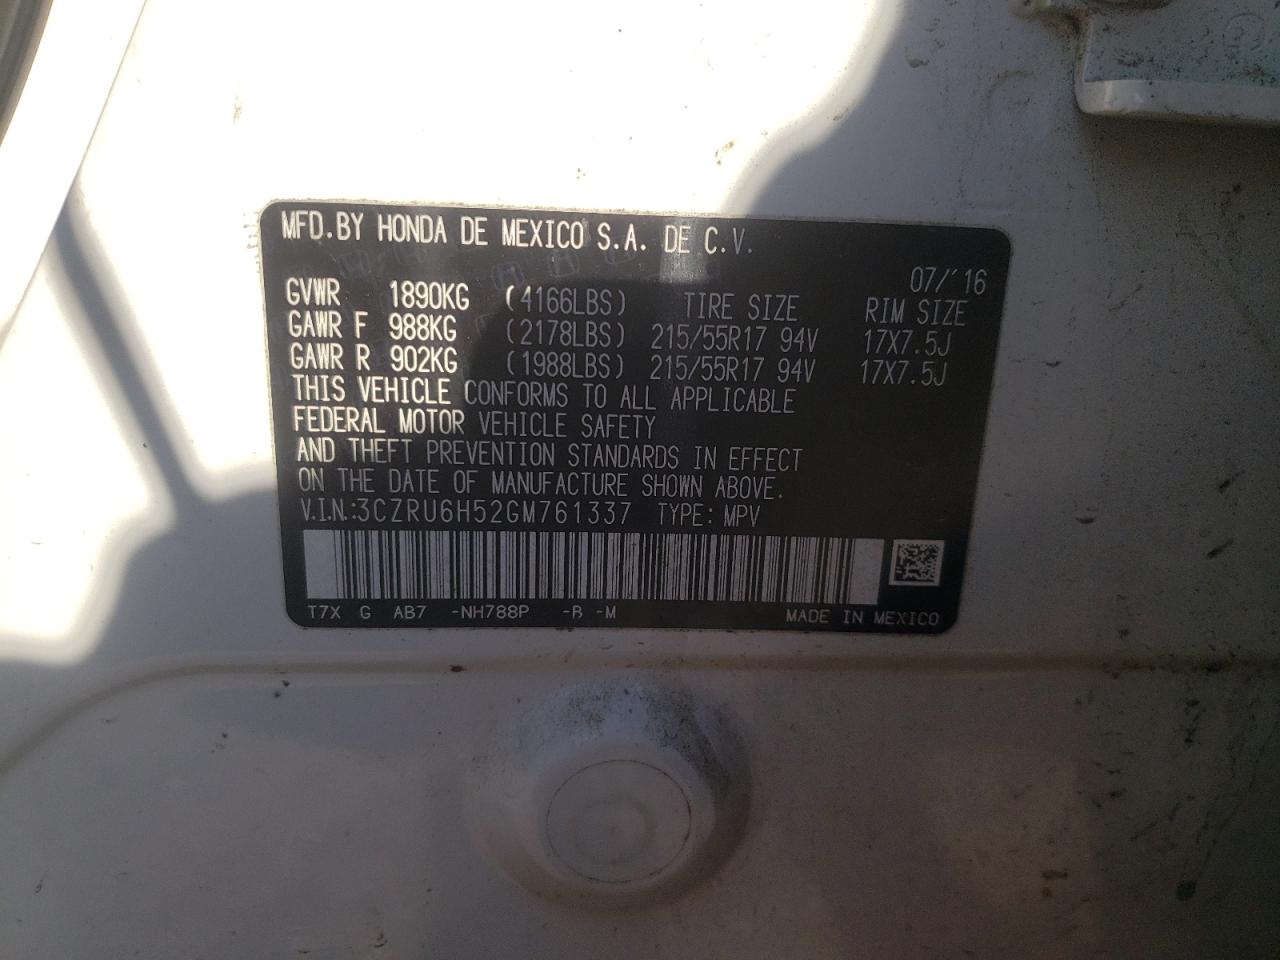 MFD.BY HONDA DE MEXICO S.A. DE C.V.
07/'16
GVWR 1890KG (4166LBS) TIRE SIZE RIM SIZE
GAWR F 988KG (2178LBS) 215/55R17 94V 17X7.5J
GAWR R 902KG (1988LBS) 215/55R17 94V 17X7.5J
THIS VEHICLE CONFORMS TO ALL APPLICABLE
FEDERAL MOTOR VEHICLE SAFETY
AND THEFT PREVENTION STANDARDS IN EFFECT
ON THE DATE OF MANUFACTURE SHOWN ABOVE.
V.I.N.:3CZRU6H52GM761337 TYPE: MPV
T7X G AB7 -NH788P -B -M MADE IN MEXICO